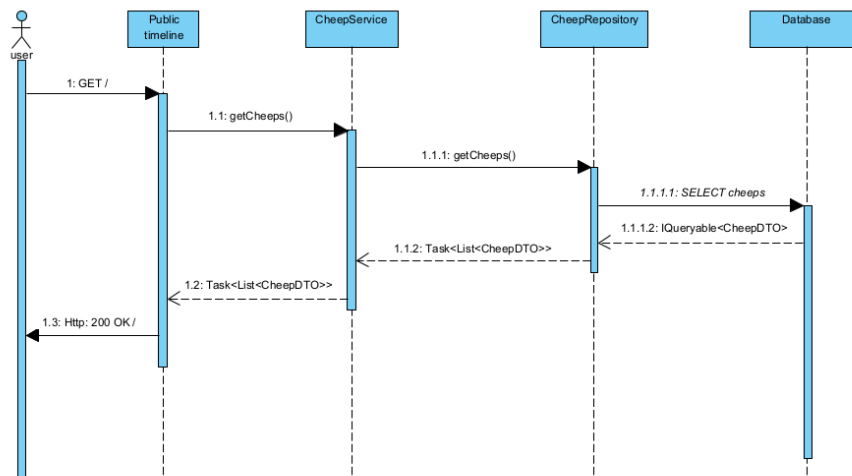 Public
timeline
CheepService
CheepRepository
Database
user
1: GET /
1.1: getCheeps()
1.1.1: getCheeps()
1.1.1.1: SELECT cheeps
1.1.1.2: IQueryable<CheepDTO>
1.1.2: Task<List<CheepDTO>>
1.2: Task<List<CheepDTO>>
1.3: Http: 200 OK /